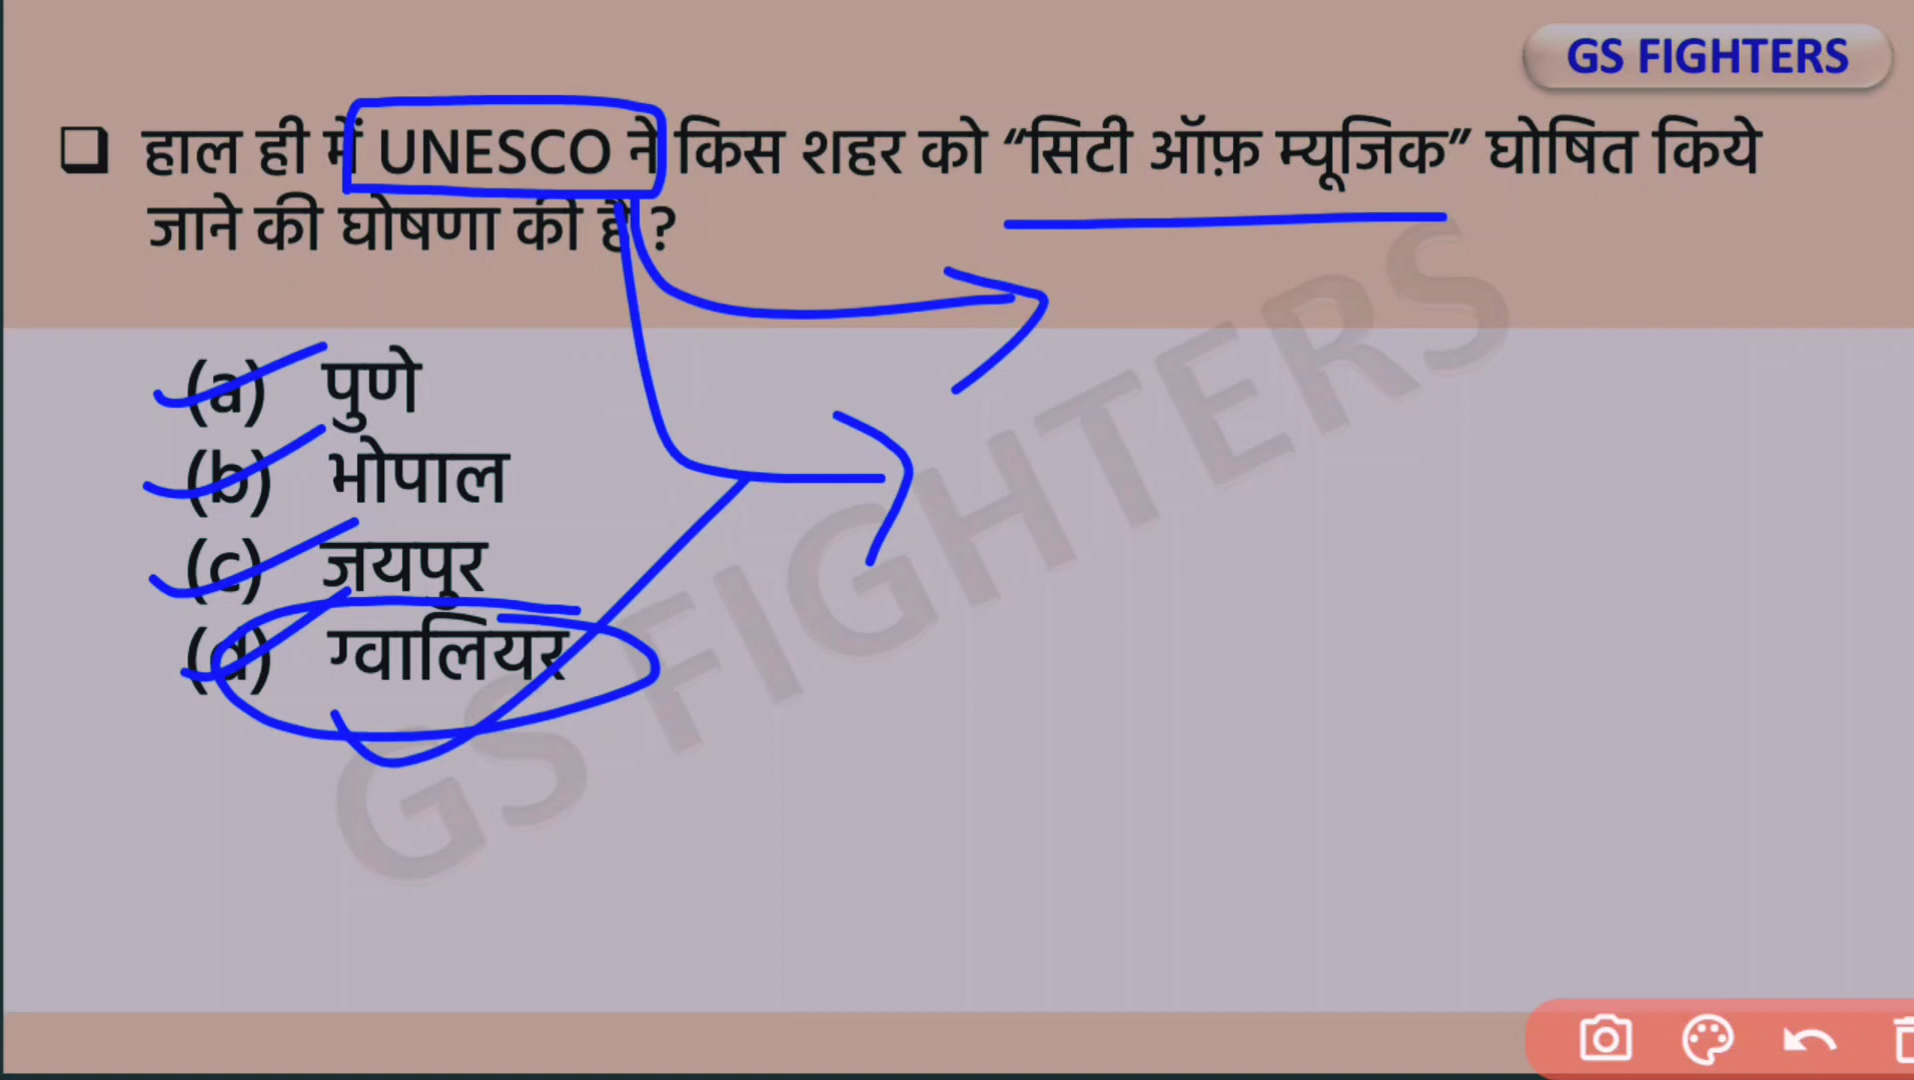 GS FIGHTERS
❑ हाल ही में UNESCO ने किस शहर को “सिटी ऑफ़ म्यूजिक” घोषित किये
जाने की घोषणा की है ?
(a) पुणे
(b) भोपाल
(c) जयपुर
(d) ग्वालियर
GS FIGHTERS